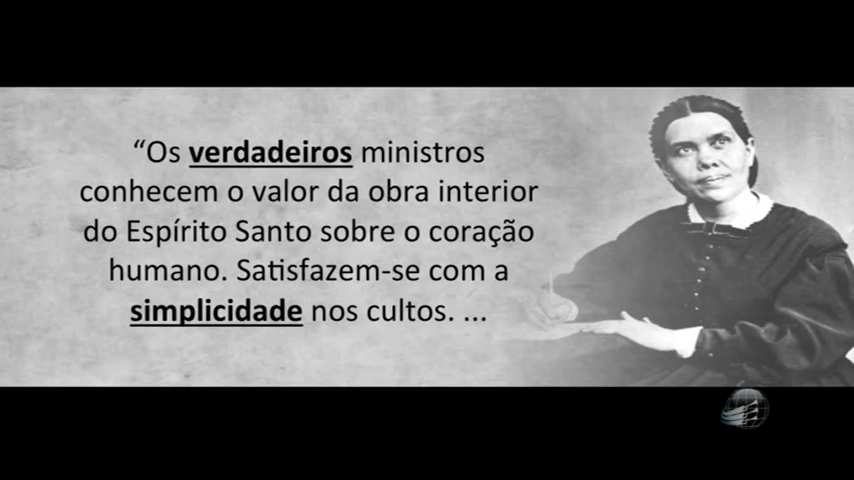 “Os verdadeiros ministros
conhecem o valor da obra interior
do Espírito Santo sobre o coração
humano. Satisfazem-se com a
simplicidade nos cultos. ...